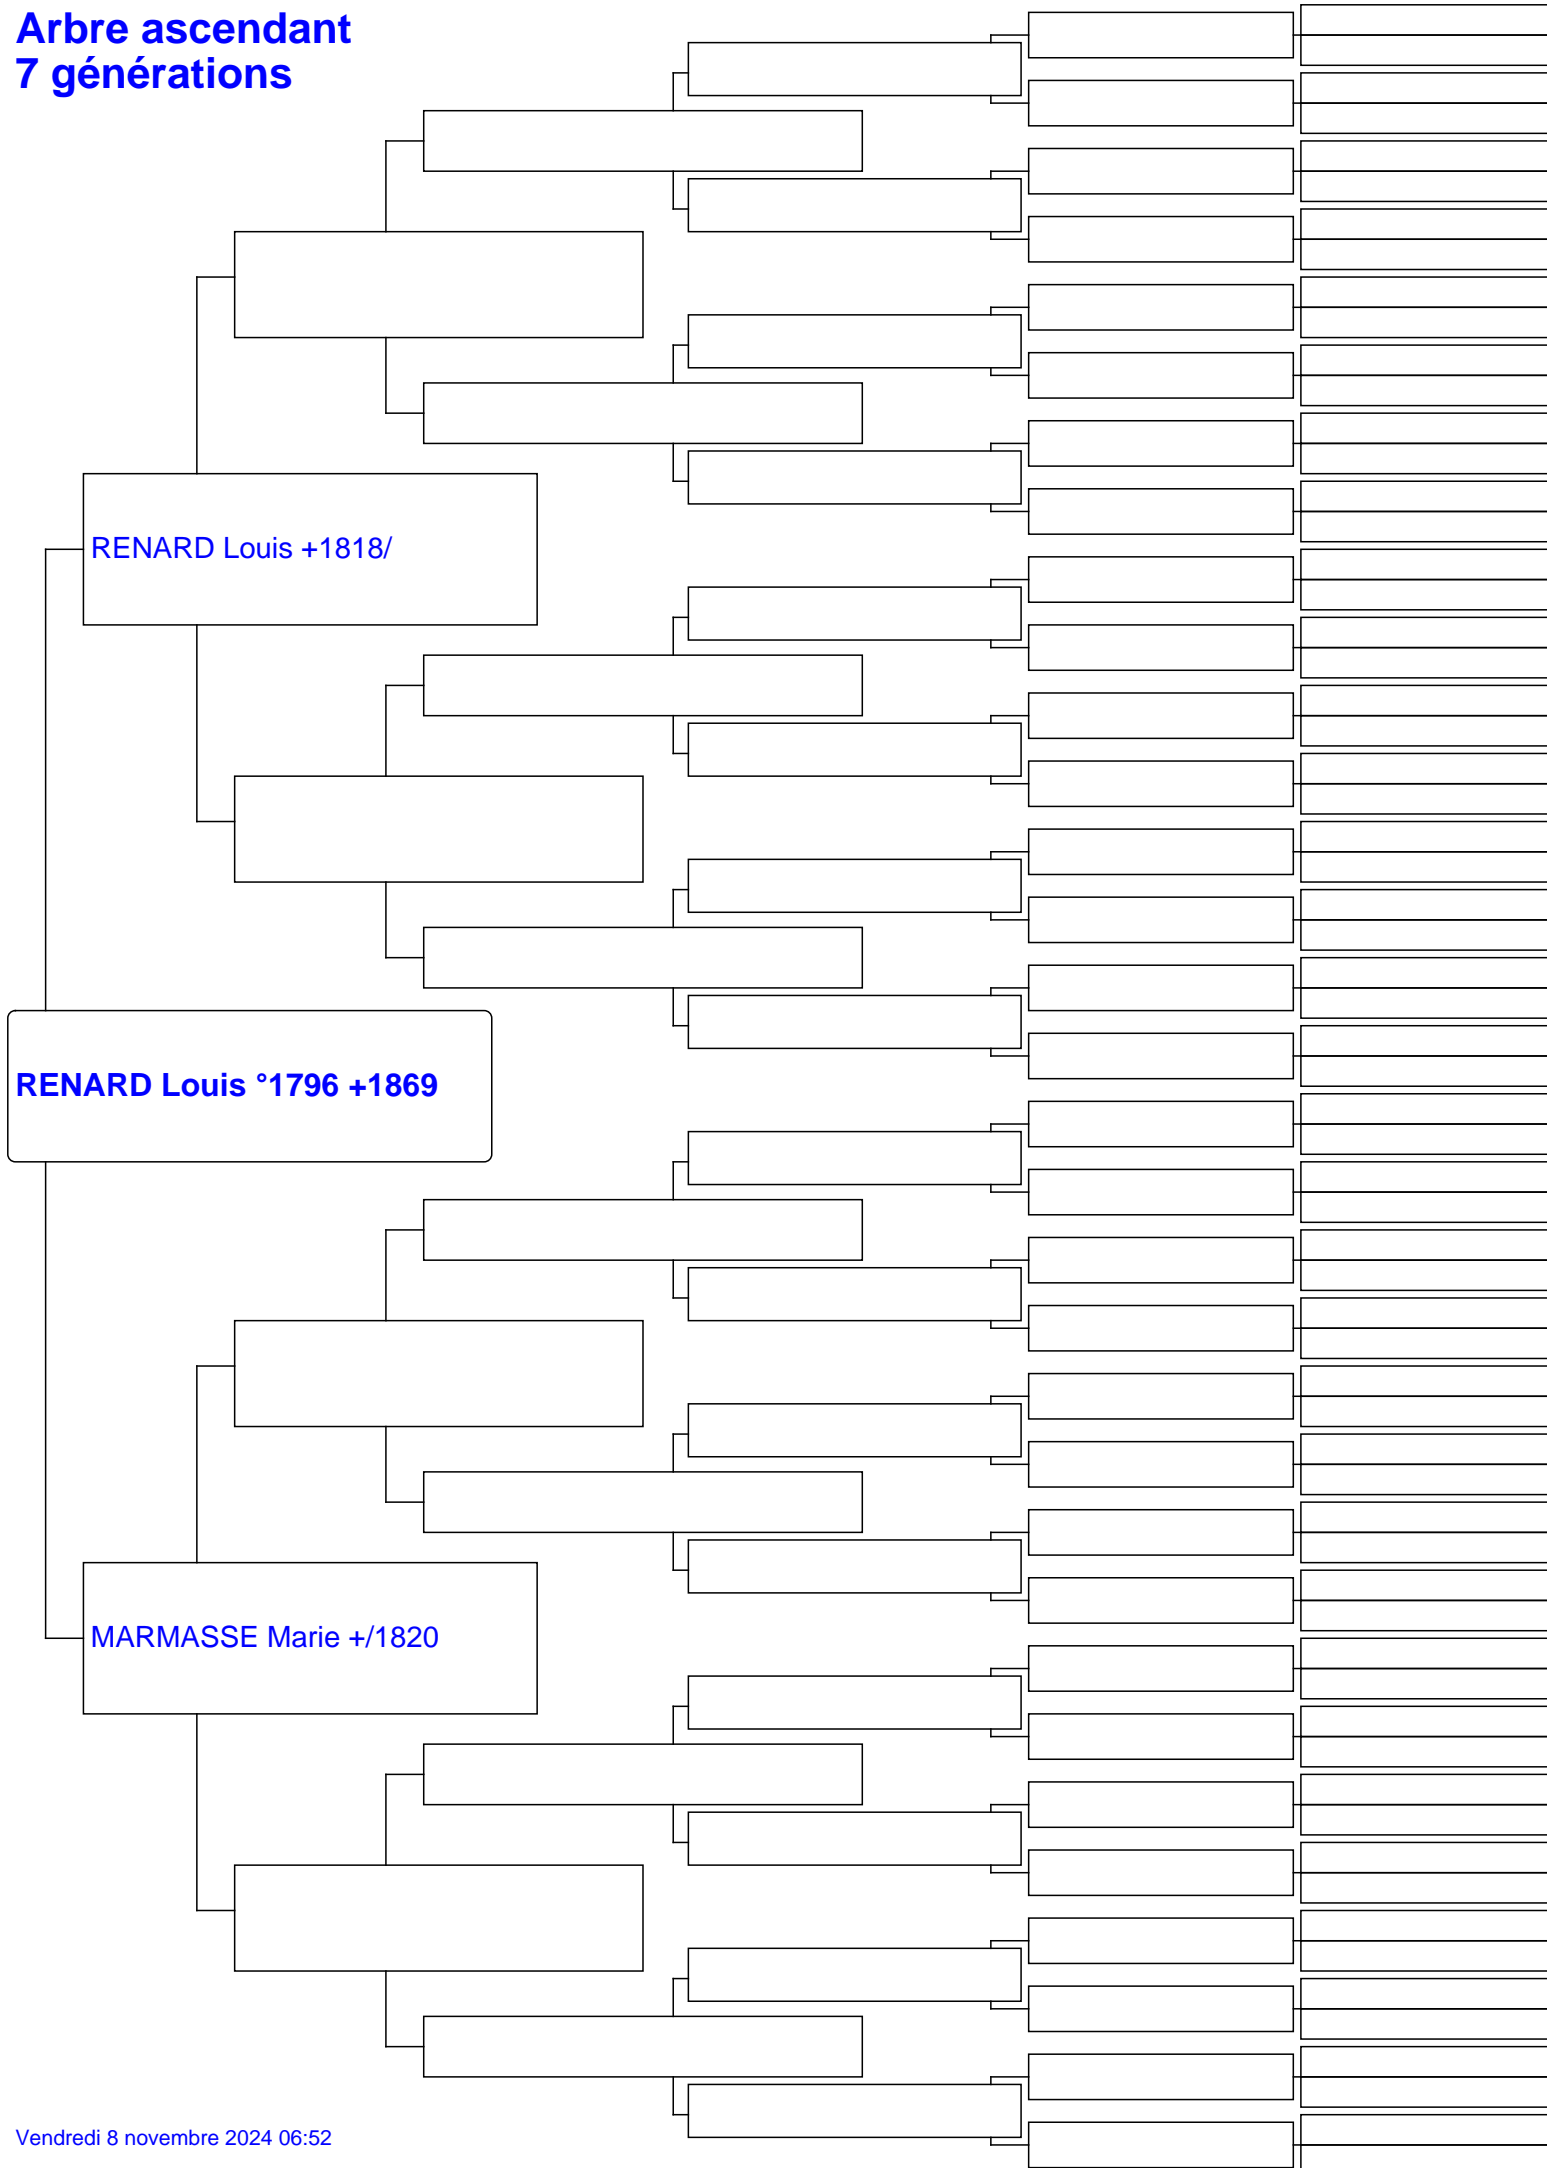 Arbre ascendant
7 générations
RENARD Louis +1818/
RENARD Louis °1796 +1869
MARMASSE Marie +/1820
Vendredi 8 novembre 2024 06:52